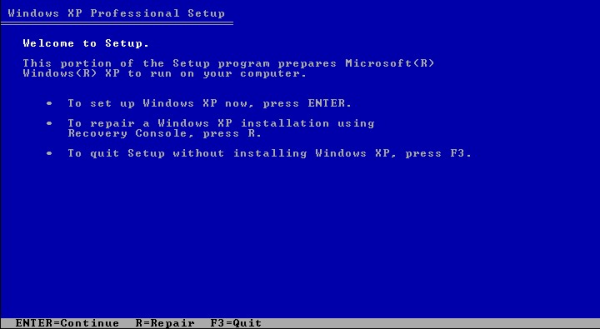 Windows XP Professional Setup
Welcome to Setup.
This portion of the Setup program prepares Microsoft(R)
Windows(R) XP to run on your computer.
• To set up Windows XP now, press ENTER.
• To repair a Windows XP installation using
Recovery Console, press R.
• To quit Setup without installing Windows XP, press F3.
ENTER=Continue R=Repair F3=Quit